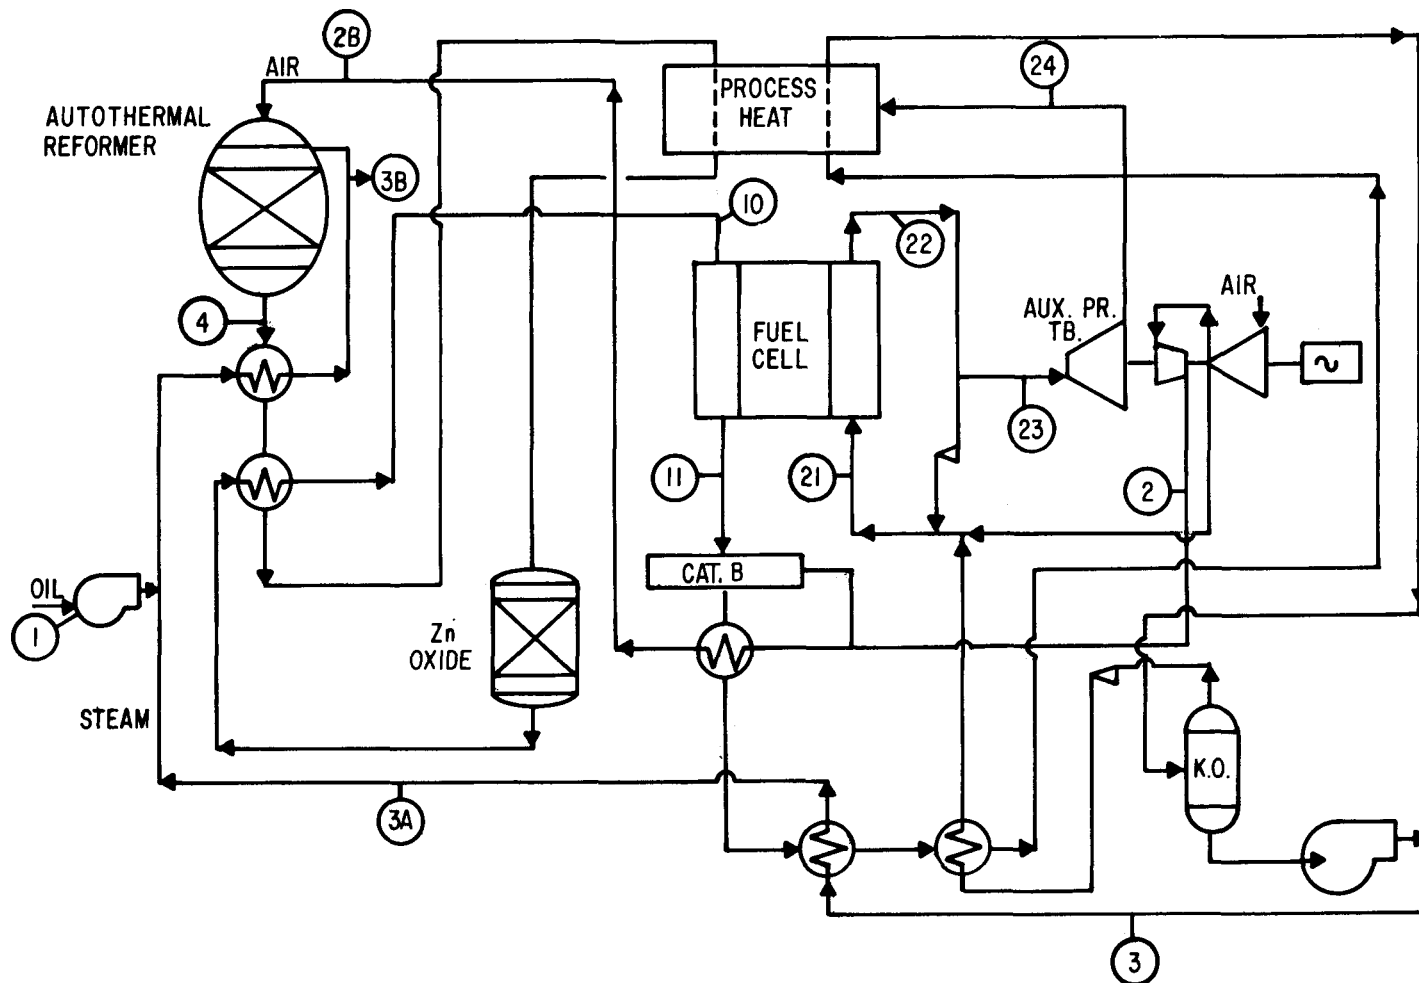 2B
AIR
24
PROCESS
HEAT
AUTOTHERMAL
REFORMER
3B
10
22
4
FUEL
CELL
AIR
AUX. PR.
TB.
23
11
21
2
OIL
CAT. B
1
Zn
OXIDE
STEAM
K.O.
3A
3